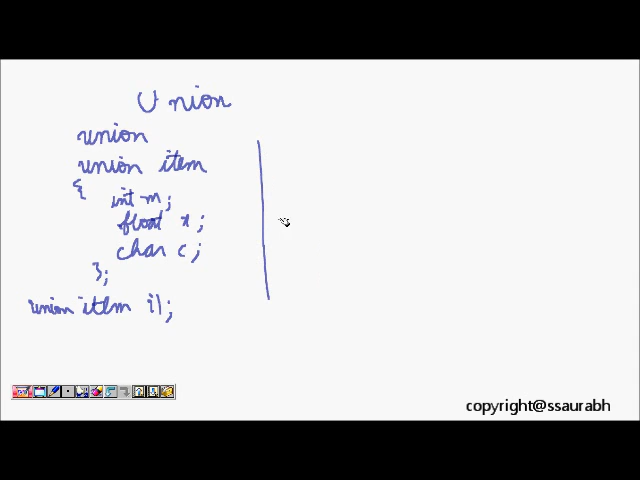 Union
union
union item
{ int m;
float x;
char c;
};
union item i1;
copyright@ssaurabh